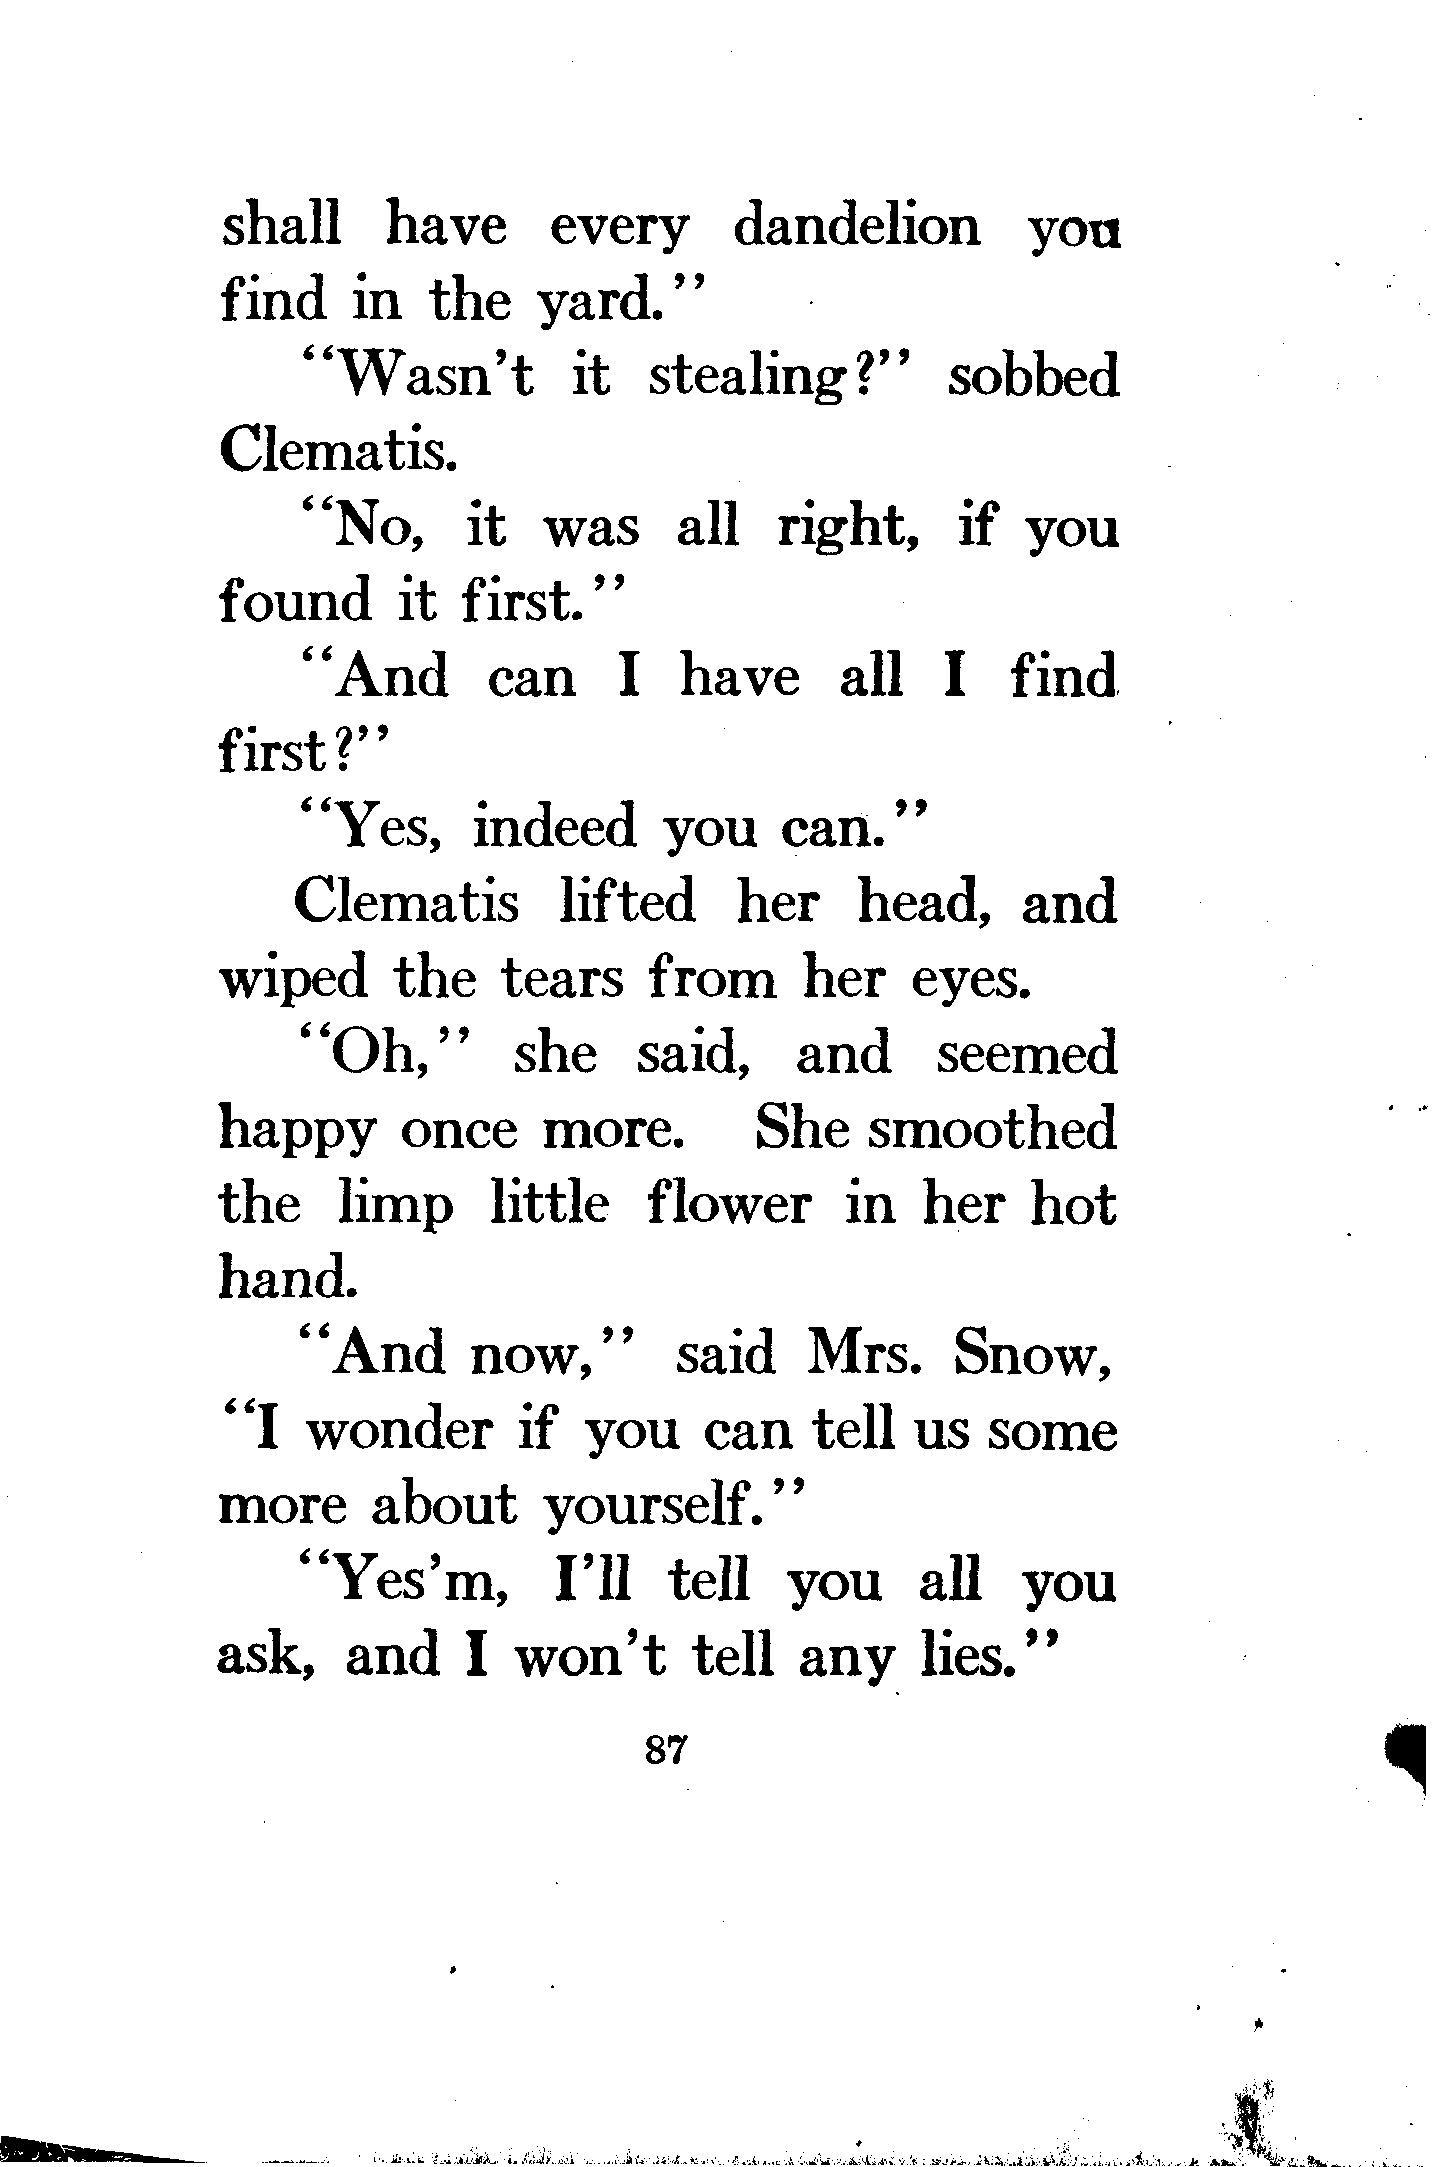 shall have every dandelion you
find in the yard."
"Wasn't it stealing?" sobbed
Clematis.
"No, it was all right, if you
found it first."
"And can I have all I find
first?"
"Yes, indeed you can."
Clematis lifted her head, and
wiped the tears from her eyes.
"Oh," she said, and seemed
happy once more. She smoothed
the limp little flower in her hot
hand.
"And now," said Mrs. Snow,
"I wonder if you can tell us some
more about yourself."
"Yes'm, I'll tell you all you
ask, and I won't tell any lies."
87